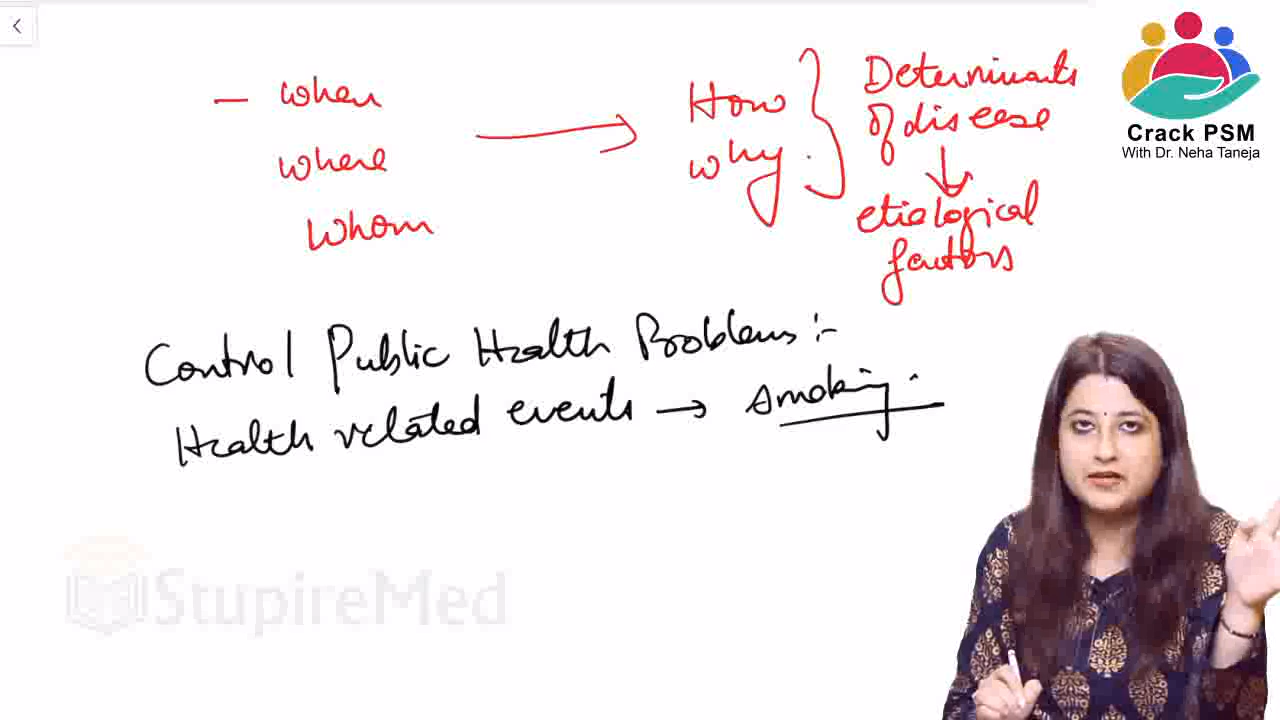 — when
where
whom
How
why.
Determinants
of disease
etiological
factors
Control Public Health Problems :-
Health related events → smoking.
Crack PSM
With Dr. Neha Taneja
StupireMed